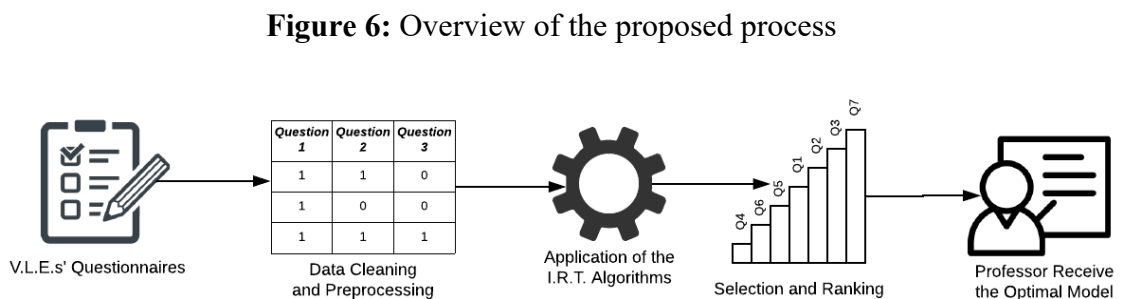 Figure 6: Overview of the proposed process
V.L.E.s' Questionnaires
Question Question Question
1 2 3
1 1 0
1 0 0
1 1 1
Data Cleaning
and Preprocessing
Application of the
I.R.T. Algorithms
Q4
Q6
Q5
Q1
Q2
Q3
Q7
Selection and Ranking
Professor Receive
the Optimal Model